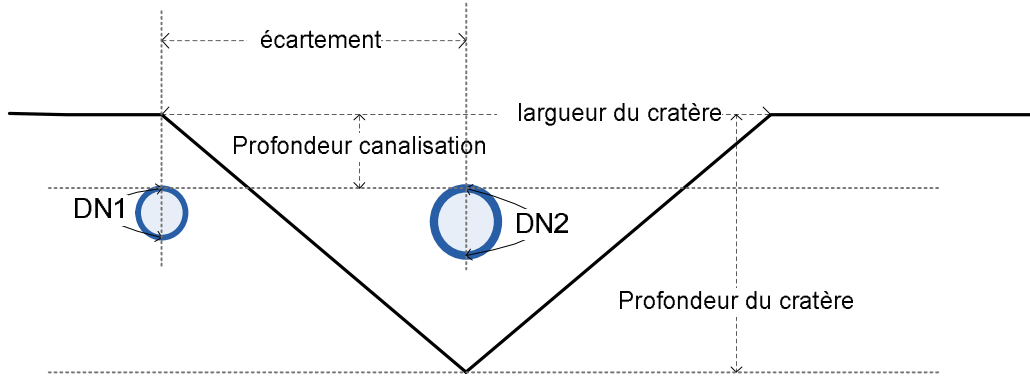 écartement
largueur du cratère
Profondeur canalisation
DN1
DN2
Profondeur du cratère